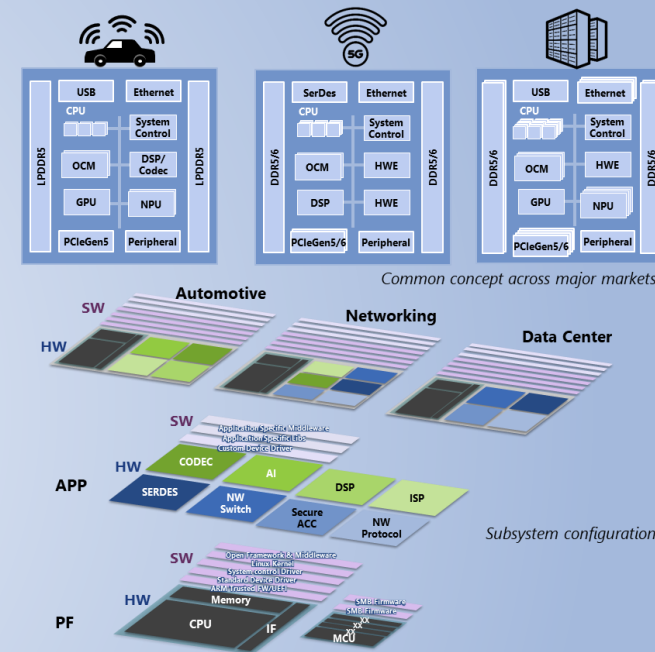 5G
USB
Ethernet
CPU
System
Control
LPDDR5
OCM
DSP/
Codec
LPDDR5
GPU
NPU
PCIeGen5
Peripheral
SerDes
Ethernet
CPU
System
Control
DDR5/6
OCM
HWE
DDR5/6
DSP
HWE
PCIeGen5/6
Peripheral
USB
Ethernet
CPU
System
Control
DDR5/6
OCM
HWE
DDR5/6
GPU
NPU
PCIeGen5/6
Peripheral
Common concept across major markets
Automotive
Networking
Data Center
SW
HW
SW
Application Specific Middleware
Application Specific Libs
Custom Device Driver
HW
APP
CODEC
AI
DSP
ISP
SERDES
NW
Switch
Secure
ACC
NW
Protocol
Subsystem configuration
SW
Open Framework & Middleware
Linux Kernel
System control Driver
Standard Device Driver
ARM Trusted FW/UEFI
HW
PF
Memory
CPU
IF
SMBIFirmware
SMBIFirmware
XX
XX
XX
MCU